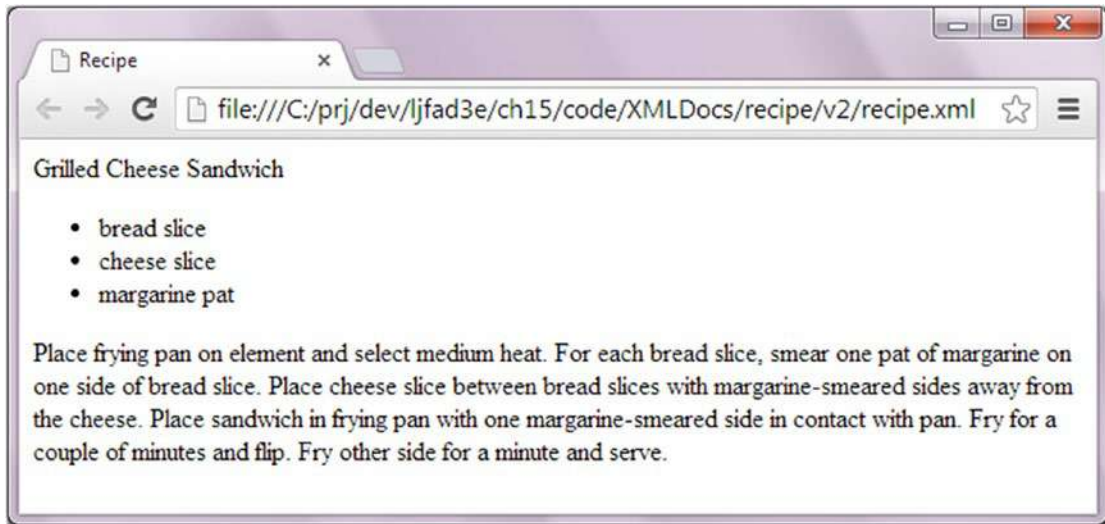 Recipe
file:///C:/prj/dev/ljfad3e/ch15/code/XMLDocs/recipe/v2/recipe.xml
Grilled Cheese Sandwich
• bread slice
• cheese slice
• margarine pat
Place frying pan on element and select medium heat. For each bread slice, smear one pat of margarine on
one side of bread slice. Place cheese slice between bread slices with margarine-smeared sides away from
the cheese. Place sandwich in frying pan with one margarine-smeared side in contact with pan. Fry for a
couple of minutes and flip. Fry other side for a minute and serve.